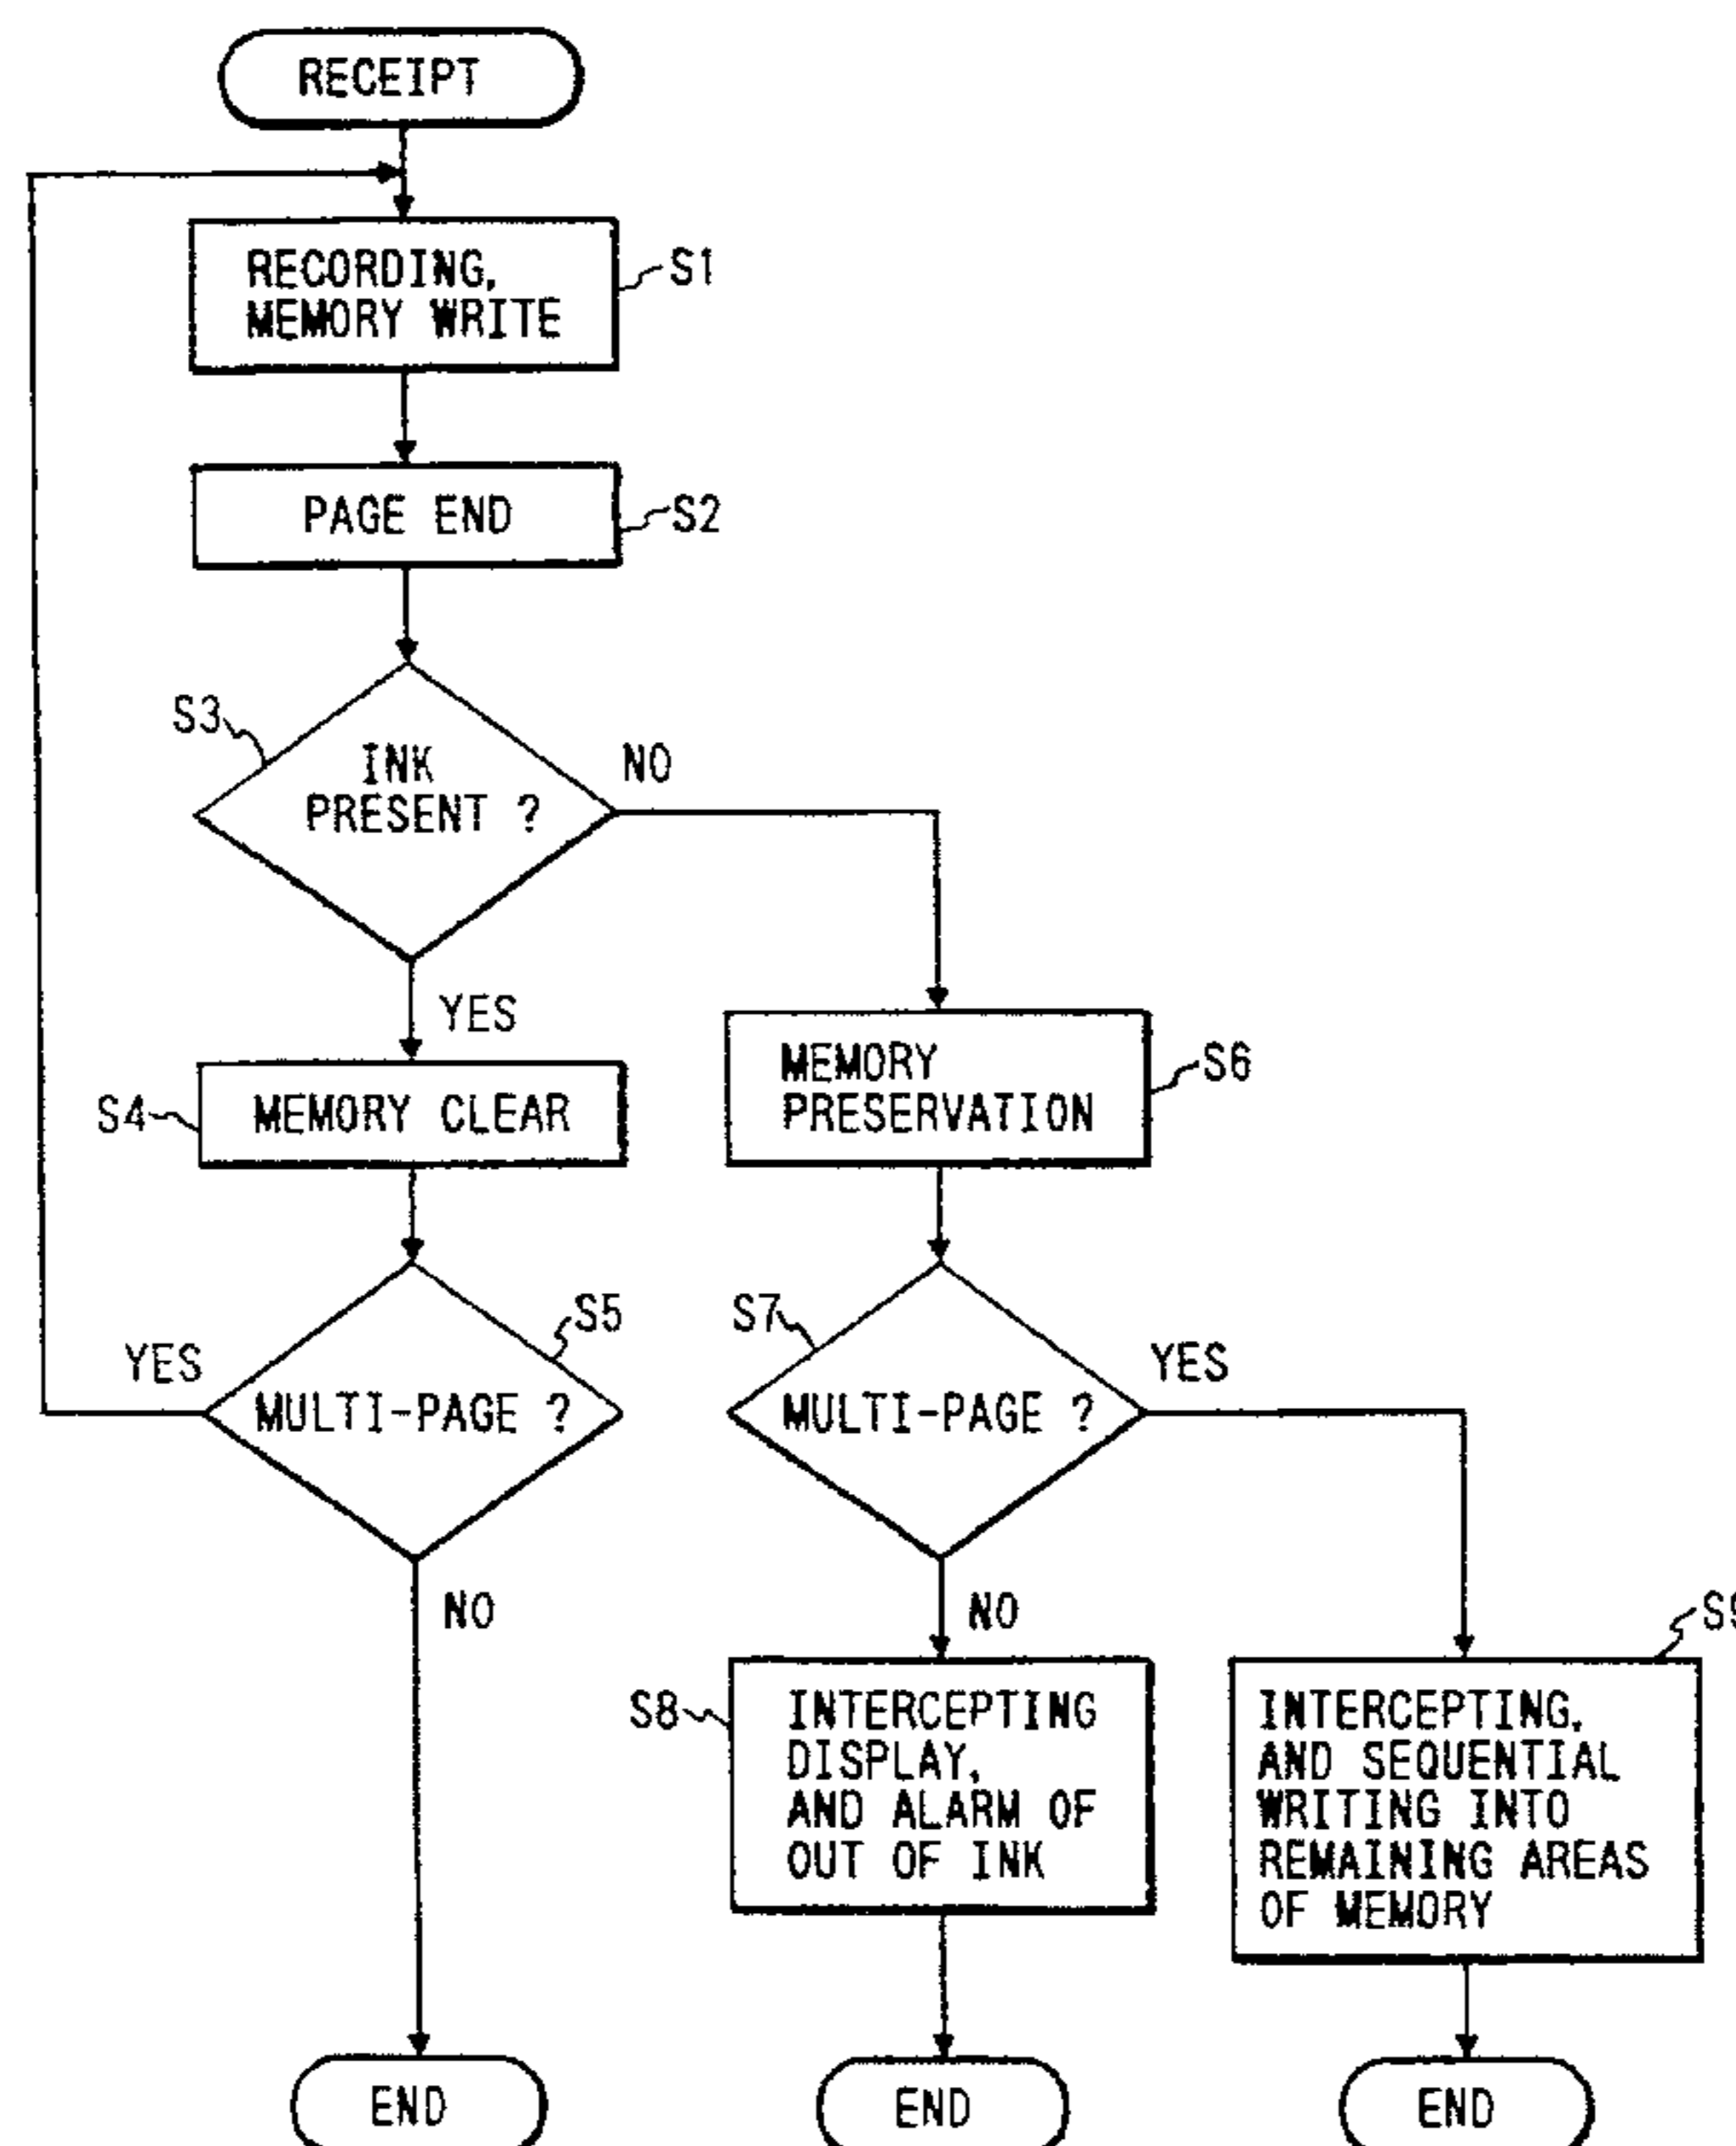 RECEIPT
RECORDING,
MEMORY WRITE
S1
PAGE END
S2
S3
INK
PRESENT ?
NO
YES
S4
MEMORY CLEAR
MEMORY
PRESERVATION
S6
S5
YES
MULTI-PAGE ?
NO
S7
MULTI-PAGE ?
YES
NO
S8
INTERCEPTING
DISPLAY,
AND ALARM OF
OUT OF INK
S9
INTERCEPTING,
AND SEQUENTIAL
WRITING INTO
REMAINING AREAS
OF MEMORY
END
END
END